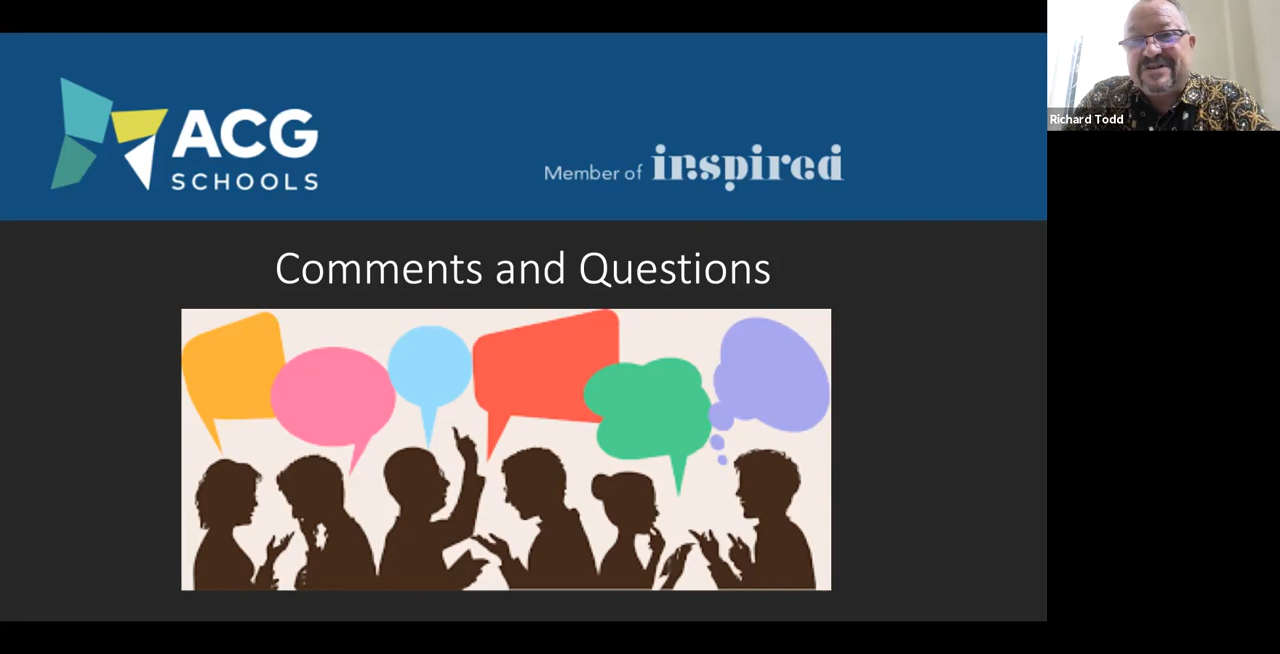 ACG
SCHOOLS
Member of inspired
Comments and Questions
Richard Todd